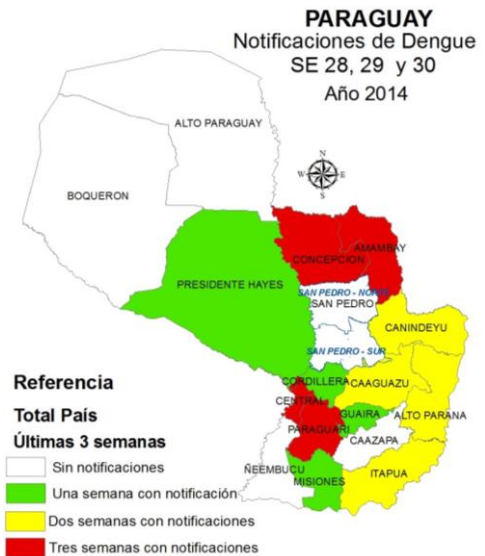 PARAGUAY
Notificaciones de Dengue
SE 28, 29 y 30
Año 2014
ALTO PARAGUAY
N
W E
S
BOQUERON
AMAMBAY
CONCEPCION
PRESIDENTE HAYES
SAN PEDRO - NORTE
SAN PEDRO
CANINDEYU
SAN PEDRO - SUR
CORDILLERA
CAAGUAZU
CENTRAL
GUAIRA
ALTO PARANA
PARAGUARI
CAAZAPA
ÑEEMBUCU
MISIONES
ITAPUA
Referencia
Total País
Últimas 3 semanas
Sin notificaciones
Una semana con notificación
Dos semanas con notificaciones
Tres semanas con notificaciones